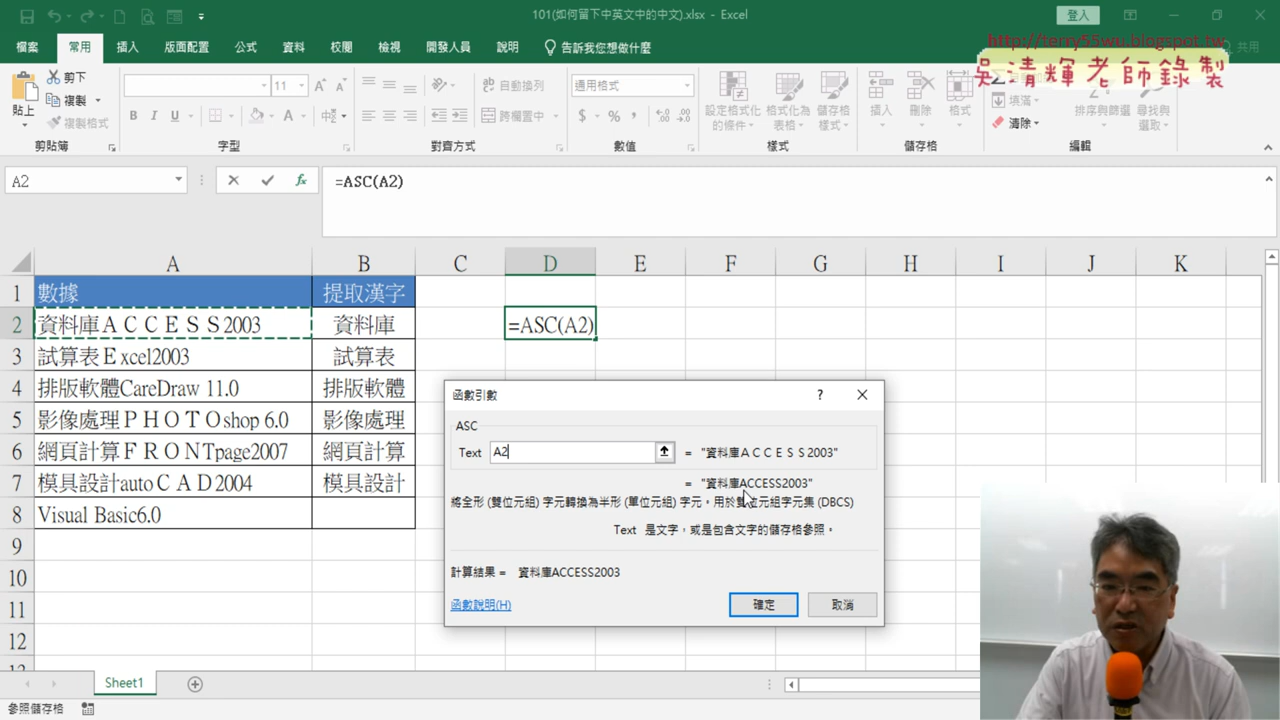 101(如何留下中英文中的中文).xlsx - Excel
登入
http://terry55wu.blogspot.tw
吳清輝老師錄製
檔案 常用 插入 版面配置 公式 資料 校閱 檢視 開發人員 說明 告訴我您想做什麼 共用
貼上 剪下 複製 複製格式
11
B I U A
自動換列
跨欄置中
通用格式
$ %
設定格式化的條件 格式化為表格 儲存格樣式
插入 刪除 格式
填滿 清除
排序與篩選 尋找與選取
剪貼簿 字型 對齊方式 數值 樣式 儲存格 編輯
A2 fx =ASC(A2)
A B C D E F G H I J K
1 數據 提取漢字
2 資料庫ＡＣＣＥＳＳ2003 資料庫 =ASC(A2)
3 試算表Ｅxcel2003 試算表
4 排版軟體CareDraw 11.0 排版軟體
5 影像處理ＰＨＯＴＯshop 6.0 影像處理
6 網頁計算ＦＲＯＮTpage2007 網頁計算
7 模具設計autoＣＡＤ2004 模具設計
8 Visual Basic6.0
9
10
11
12
13
函數引數 ?
ASC
Text A2 = "資料庫ＡＣＣＥＳＳ2003"
= "資料庫ACCESS2003"
將全形 (雙位元組) 字元轉換為半形 (單位元組) 字元。用於雙位元組字元集 (DBCS)
Text 是文字，或是包含文字的儲存格參照。
計算結果 = 資料庫ACCESS2003
函數說明(H) 確定 取消
Sheet1
參照儲存格